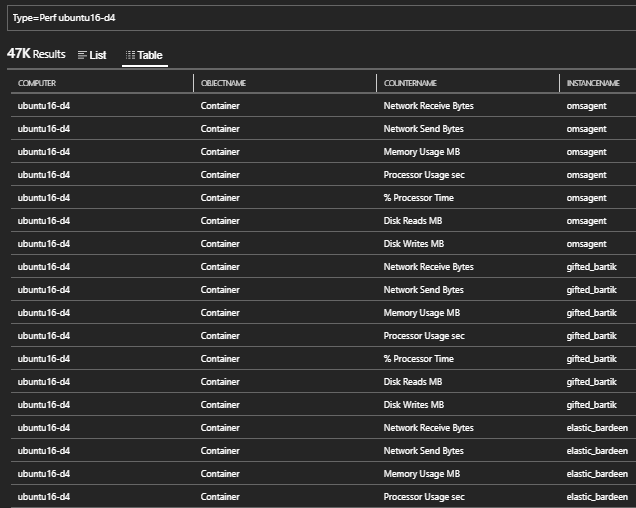 Type=Perf ubuntu16-d4
47K Results List Table
COMPUTER OBJECTNAME COUNTERNAME INSTANCENAME
ubuntu16-d4 Container Network Receive Bytes omsagent
ubuntu16-d4 Container Network Send Bytes omsagent
ubuntu16-d4 Container Memory Usage MB omsagent
ubuntu16-d4 Container Processor Usage sec omsagent
ubuntu16-d4 Container % Processor Time omsagent
ubuntu16-d4 Container Disk Reads MB omsagent
ubuntu16-d4 Container Disk Writes MB omsagent
ubuntu16-d4 Container Network Receive Bytes gifted_bartik
ubuntu16-d4 Container Network Send Bytes gifted_bartik
ubuntu16-d4 Container Memory Usage MB gifted_bartik
ubuntu16-d4 Container Processor Usage sec gifted_bartik
ubuntu16-d4 Container % Processor Time gifted_bartik
ubuntu16-d4 Container Disk Reads MB gifted_bartik
ubuntu16-d4 Container Disk Writes MB gifted_bartik
ubuntu16-d4 Container Network Receive Bytes elastic_bardeen
ubuntu16-d4 Container Network Send Bytes elastic_bardeen
ubuntu16-d4 Container Memory Usage MB elastic_bardeen
ubuntu16-d4 Container Processor Usage sec elastic_bardeen